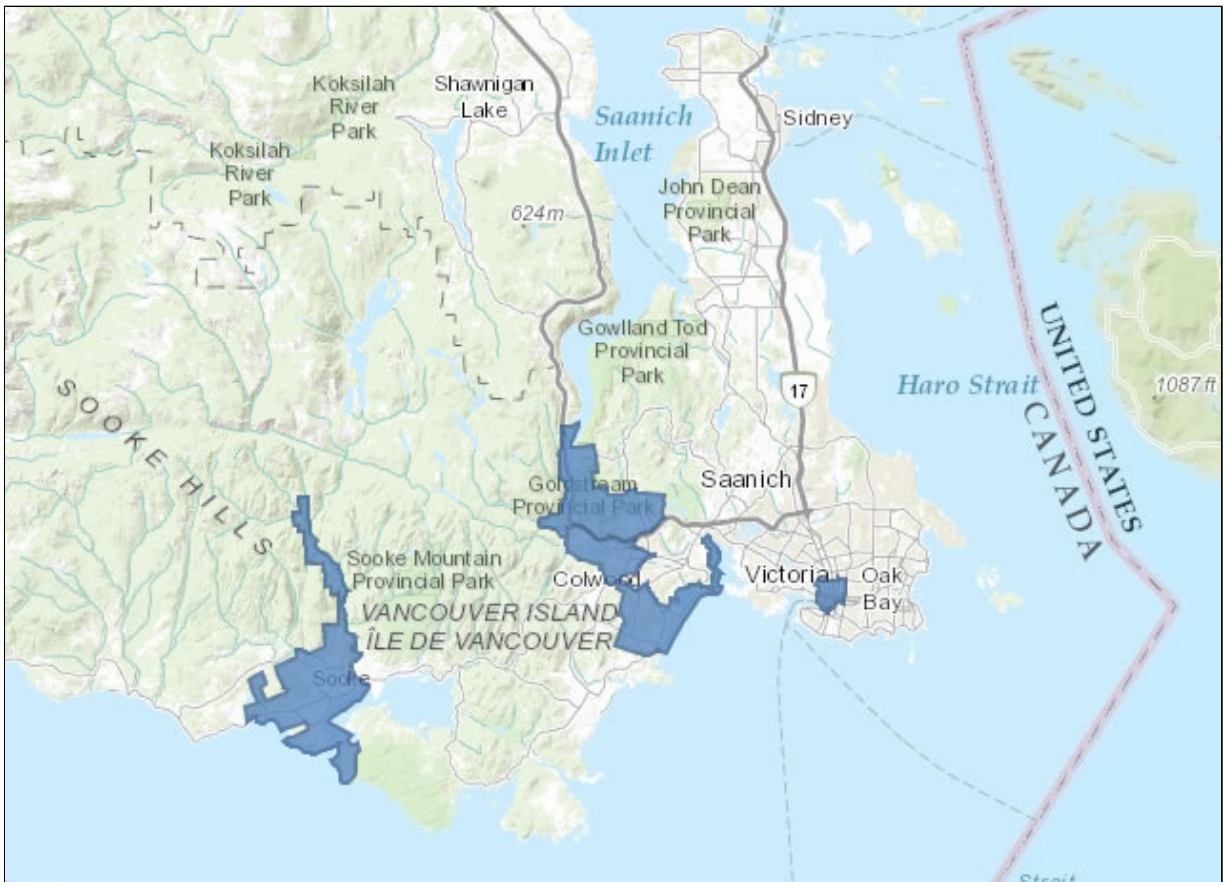 Koksilah
River
Park
Shawnigan
Lake
Saanich
Inlet
Sidney
Koksilah
River
Park
John Dean
Provincial
Park
624m
Gowlland Tod
Provincial
Park
UNITED STATES
CANADA
Haro Strait
1087 ft
17
SOOKE HILLS
Saanich
Goldstream
Provincial Park
Sooke Mountain
Provincial Park
Colwood
Victoria
Oak
Bay
VANCOUVER ISLAND
ÎLE DE VANCOUVER
Sooke
Strait